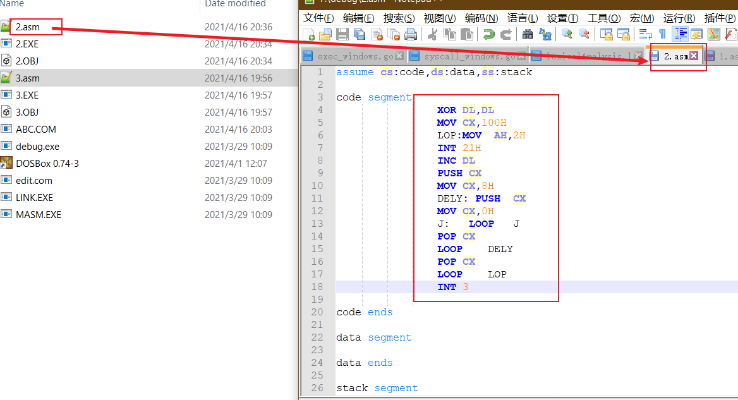 Name
Date modified
2.asm 2021/4/16 20:36
2.EXE 2021/4/16 20:34
2.OBJ 2021/4/16 20:34
3.asm 2021/4/16 19:56
3.EXE 2021/4/16 19:57
3.OBJ 2021/4/16 19:57
ABC.COM 2021/4/16 20:03
debug.exe 2021/3/29 10:09
DOSBox 0.74-3 2021/4/1 12:07
edit.com 2021/3/29 10:09
LINK.EXE 2021/3/29 10:09
MASM.EXE 2021/3/29 10:09
文件(F) 编辑(E) 搜索(S) 视图(V) 编码(N) 语言(L) 设置(T) 工具(O) 宏(M) 运行(R) 插件(P)
exec_windows.go syscall_windows.go 2.asm 1.as
1 assume cs:code,ds:data,ss:stack
2
3 code segment
4 XOR DL,DL
5 MOV CX,100H
6 LOP:MOV AH,2H
7 INT 21H
8 INC DL
9 PUSH CX
10 MOV CX,8H
11 DELY: PUSH CX
12 MOV CX,0H
13 J: LOOP J
14 POP CX
15 LOOP DELY
16 POP CX
17 LOOP LOP
18 INT 3
19
20 code ends
21
22 data segment
23
24 data ends
25
26 stack segment